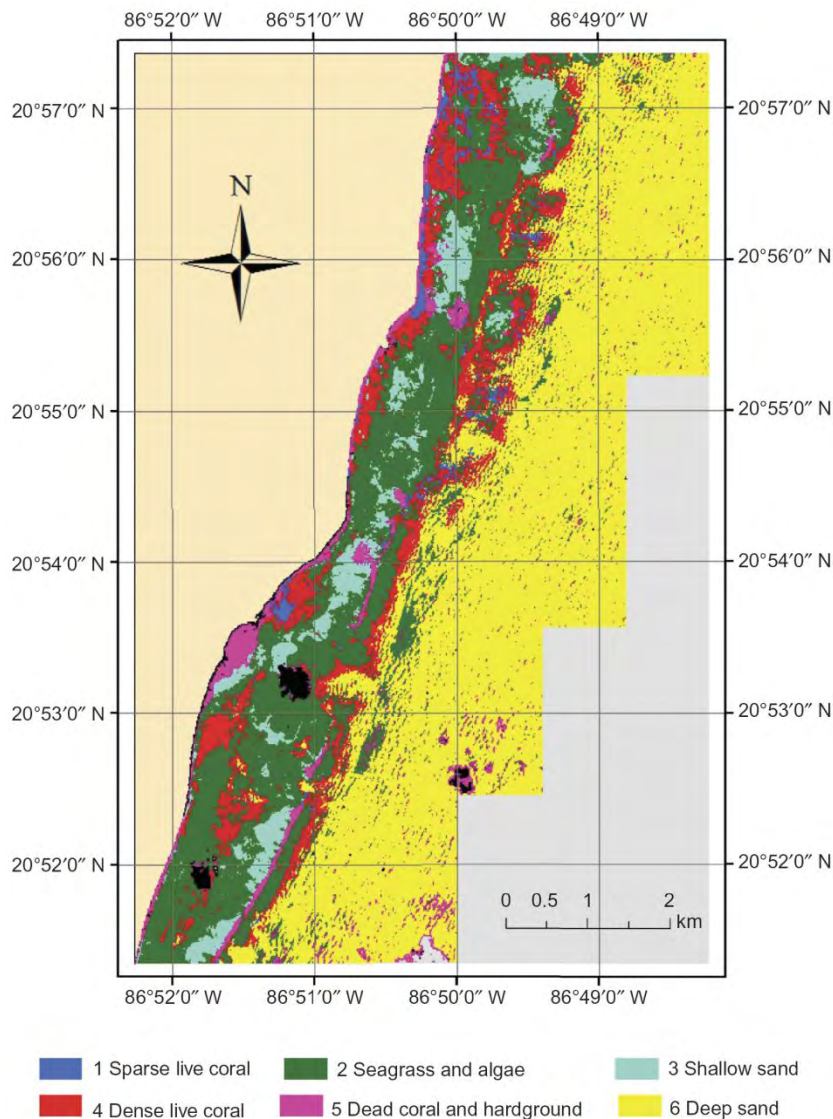 86°52′0″ W 86°51′0″ W 86°50′0″ W 86°49′0″ W
20°57′0″ N 20°57′0″ N
N
20°56′0″ N 20°56′0″ N
20°55′0″ N 20°55′0″ N
20°54′0″ N 20°54′0″ N
20°53′0″ N 20°53′0″ N
20°52′0″ N 20°52′0″ N
0 0.5 1 2
km
86°52′0″ W 86°51′0″ W 86°50′0″ W 86°49′0″ W
1 Sparse live coral 2 Seagrass and algae 3 Shallow sand
4 Dense live coral 5 Dead coral and hardground 6 Deep sand